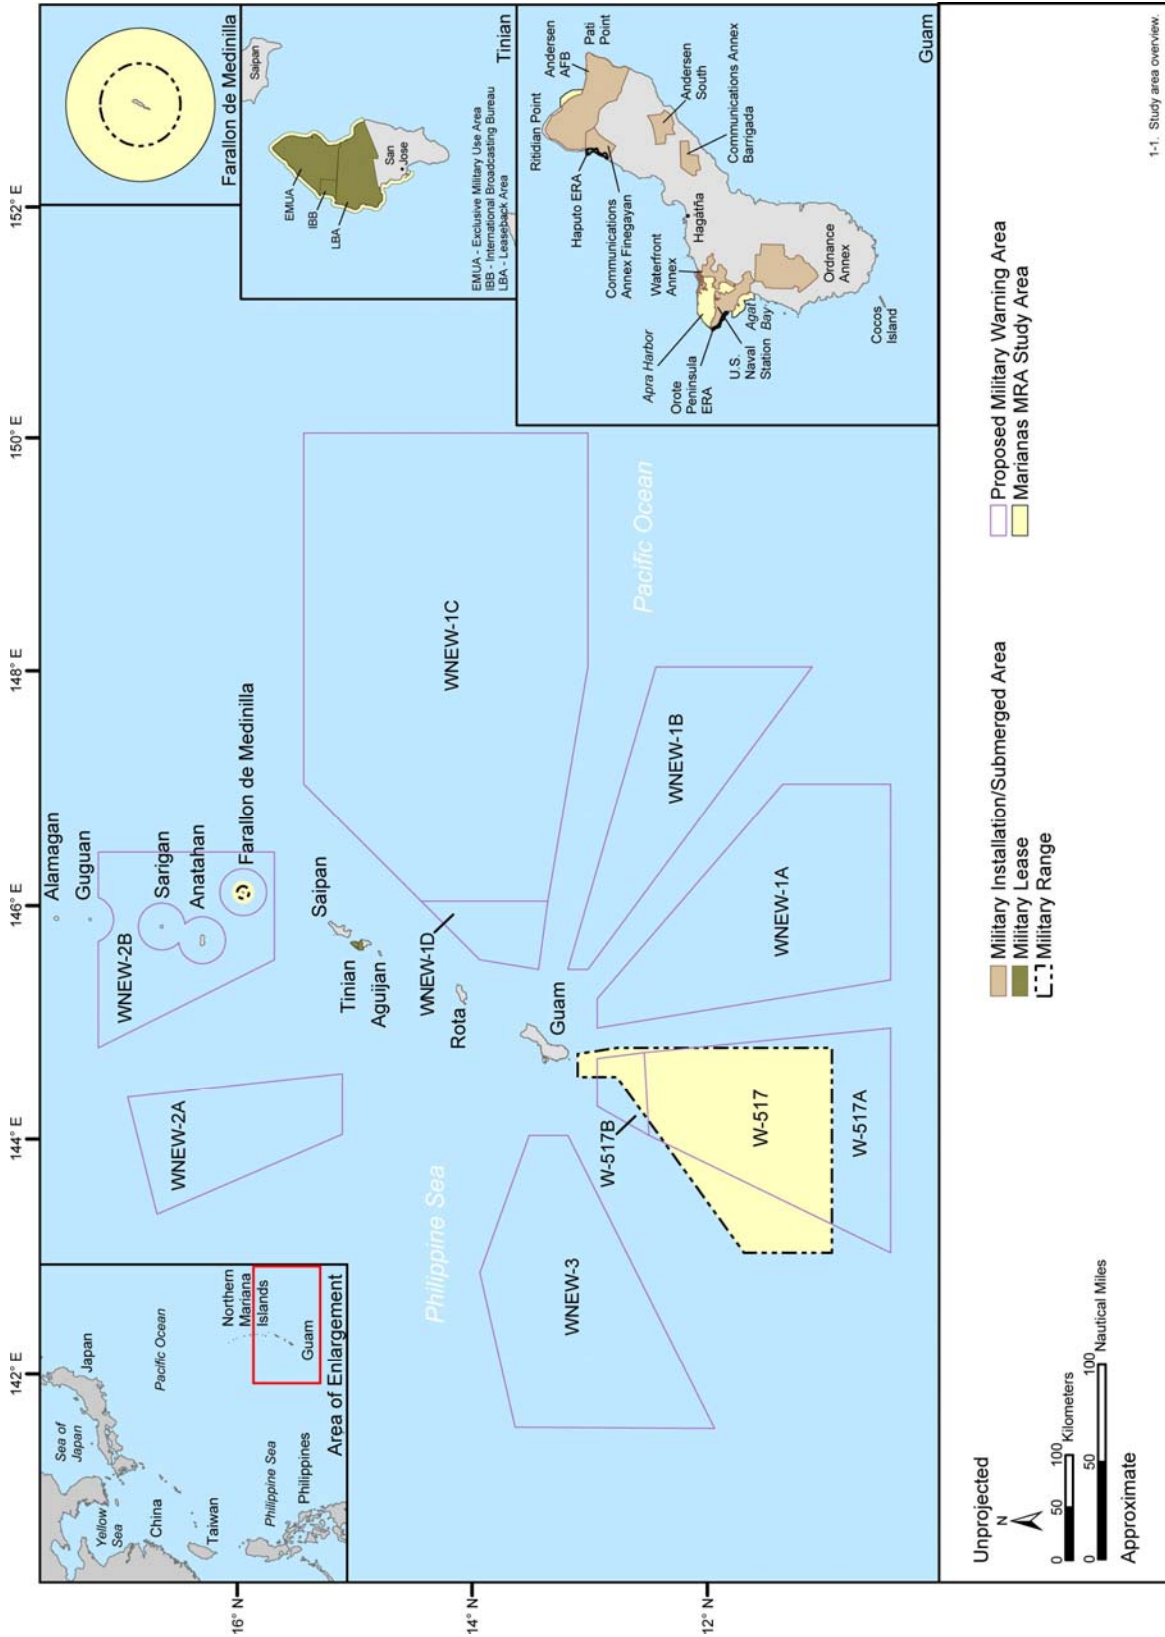 142° E
144° E
146° E
148° E
150° E
152° E
16° N
14° N
12° N
Sea of
Japan
Japan
Yellow
Sea
China
Pacific Ocean
Taiwan
Northern
Mariana
Islands
Philippine Sea
Philippines
Guam
Area of Enlargement
WNEW-2A
WNEW-2B
Alamagan
Guguan
Sarigan
Anatahan
Farallon de Medinilla
Saipan
Tinian
Aguijan
WNEW-1D
Rota
Guam
WNEW-1C
Philippine Sea
Pacific Ocean
WNEW-3
W-517B
W-517
W-517A
WNEW-1A
WNEW-1B
Farallon de Medinilla
Saipan
EMUA
IBB
LBA
San
Jose
EMUA - Exclusive Military Use Area
IBB - International Broadcasting Bureau
LBA - Leaseback Area
Tinian
Ritidian Point
Andersen
AFB
Pati
Point
Haputo ERA
Communications
Annex Finegayan
Andersen
South
Communications Annex
Barrigada
Hagåtña
Waterfront
Annex
Apra Harbor
Orote
Peninsula
ERA
U.S.
Naval
Station
Agat
Bay
Ordnance
Annex
Cocos
Island
Guam
Unprojected
N
0 50 100
Kilometers
0 50 100
Nautical Miles
Approximate
Military Installation/Submerged Area
Military Lease
Military Range
Proposed Military Warning Area
Marianas MRA Study Area
1-1. Study area overview.